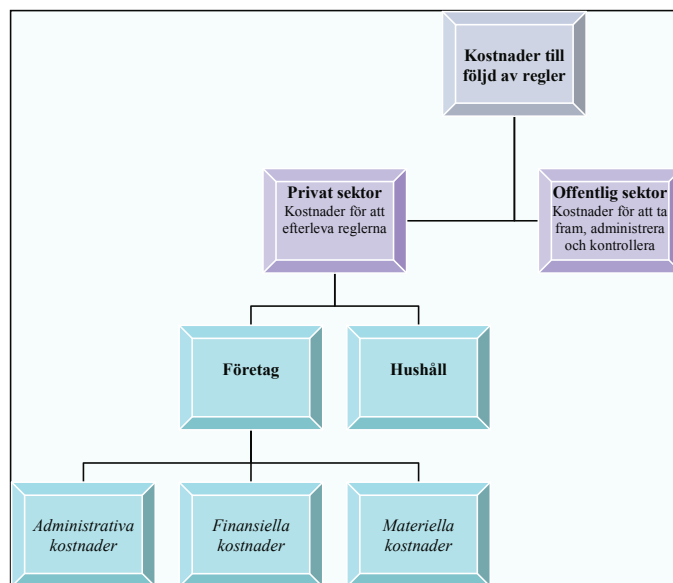 Kostnader till
följd av regler
Privat sektor
Kostnader för att
efterleva reglerna
Offentlig sektor
Kostnader för att ta
fram, administrera
och kontrollera
Företag
Hushåll
Administrativa
kostnader
Finansiella
kostnader
Materiella
kostnader